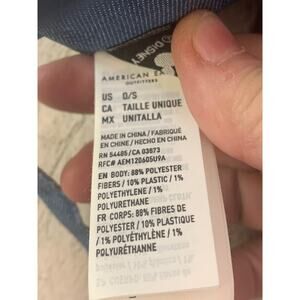 © DISNEY
AMERICAN EA
OUTFITTERS
US O/S
CA TAILLE UNIQUE
MX UNITALLA
MADE IN CHINA / FABRIQUÉ
EN CHINE / HECHO EN CHINA
RN 54485/CA 03873
RFC# AEM120605U9A
EN BODY: 88% POLYESTER
FIBERS / 10% PLASTIC / 1%
POLYETHYLENE / 1%
POLYURETHANE
FR CORPS: 88% FIBRES DE
POLYESTER / 10% PLASTIQUE
/ 1% POLYÉTHYLÈNE / 1%
POLYURÉTHANNE